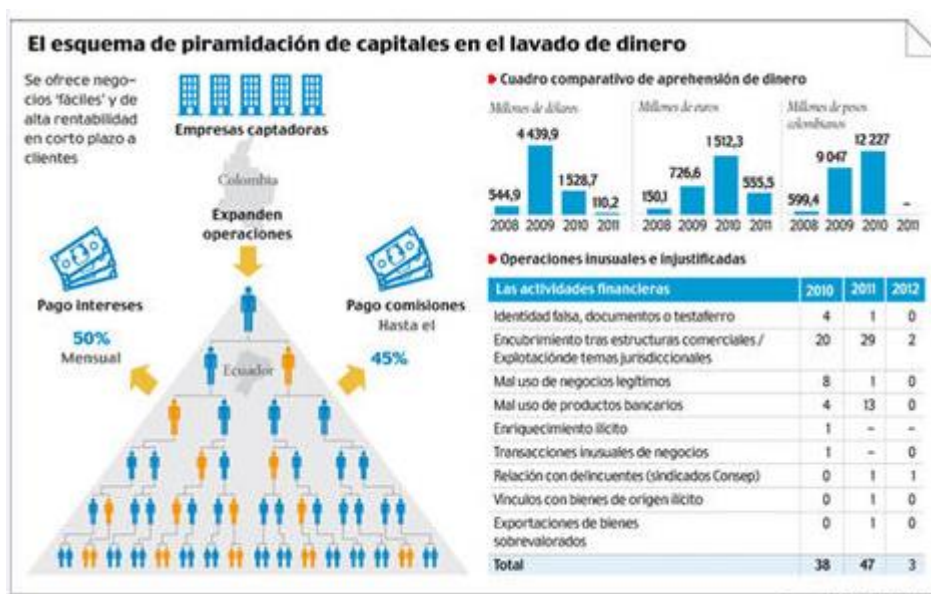 El esquema de piramidación de capitales en el lavado de dinero
Se ofrece nego-
cios 'fáciles' y de
alta rentabilidad
en corto plazo a
clientes
Empresas captadoras
Colombia
Expanden
operaciones
Pago intereses
50%
Mensual
Pago comisiones
Hasta el
45%
Ecuador
Cuadro comparativo de aprehensión de dinero
Millones de dólares
544,9
4 439,9
1 528,7
110,2
2008 2009 2010 2011
Millones de euros
150,1
726,6
1 512,3
555,5
2008 2009 2010 2011
Millones de pesos
colombianos
599,4
9 047
12 227
-
2008 2009 2010 2011
Operaciones inusuales e injustificadas
Las actividades financieras 2010 2011 2012
Identidad falsa, documentos o testaferro 4 1 0
Encubrimiento tras estructuras comerciales / 20 29 2
Explotaciónde temas jurisdiccionales
Mal uso de negocios legítimos 8 1 0
Mal uso de productos bancarios 4 13 0
Enriquecimiento ilícito 1 - -
Transacciones inusuales de negocios 1 - 0
Relación con delincuentes (sindicados Consep) 0 1 1
Vínculos con bienes de origen ilícito 0 1 0
Exportaciones de bienes 0 1 0
sobrevalorados
Total 38 47 3